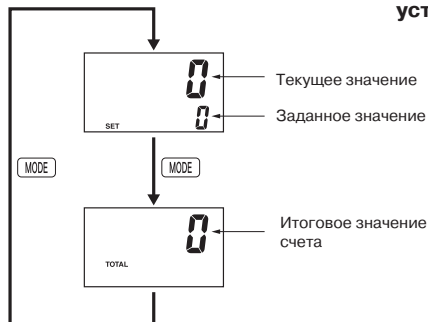 уст
0
Текущее значение
0
Заданное значение
SET
MODE
MODE
0
Итоговое значение
счета
TOTAL